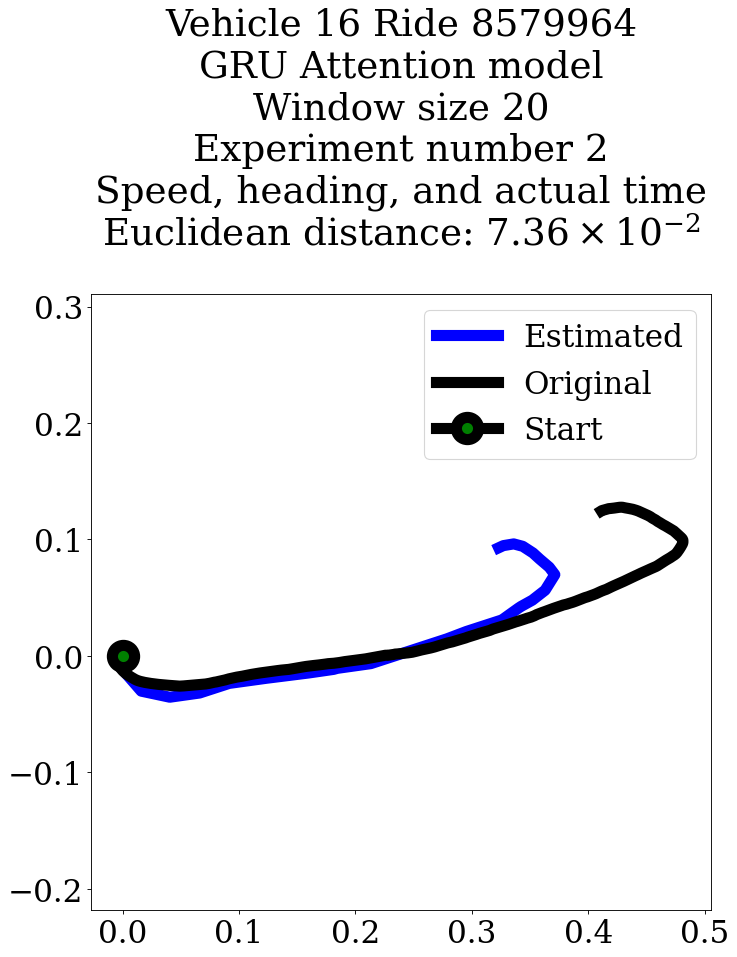 Vehicle 16 Ride 8579964
GRU Attention model
Window size 20
Experiment number 2
Speed, heading, and actual time
Euclidean distance: 7.36 × 10⁻²
0.3
0.2
0.1
0.0
−0.1
−0.2
Estimated
Original
Start
0.0 0.1 0.2 0.3 0.4 0.5